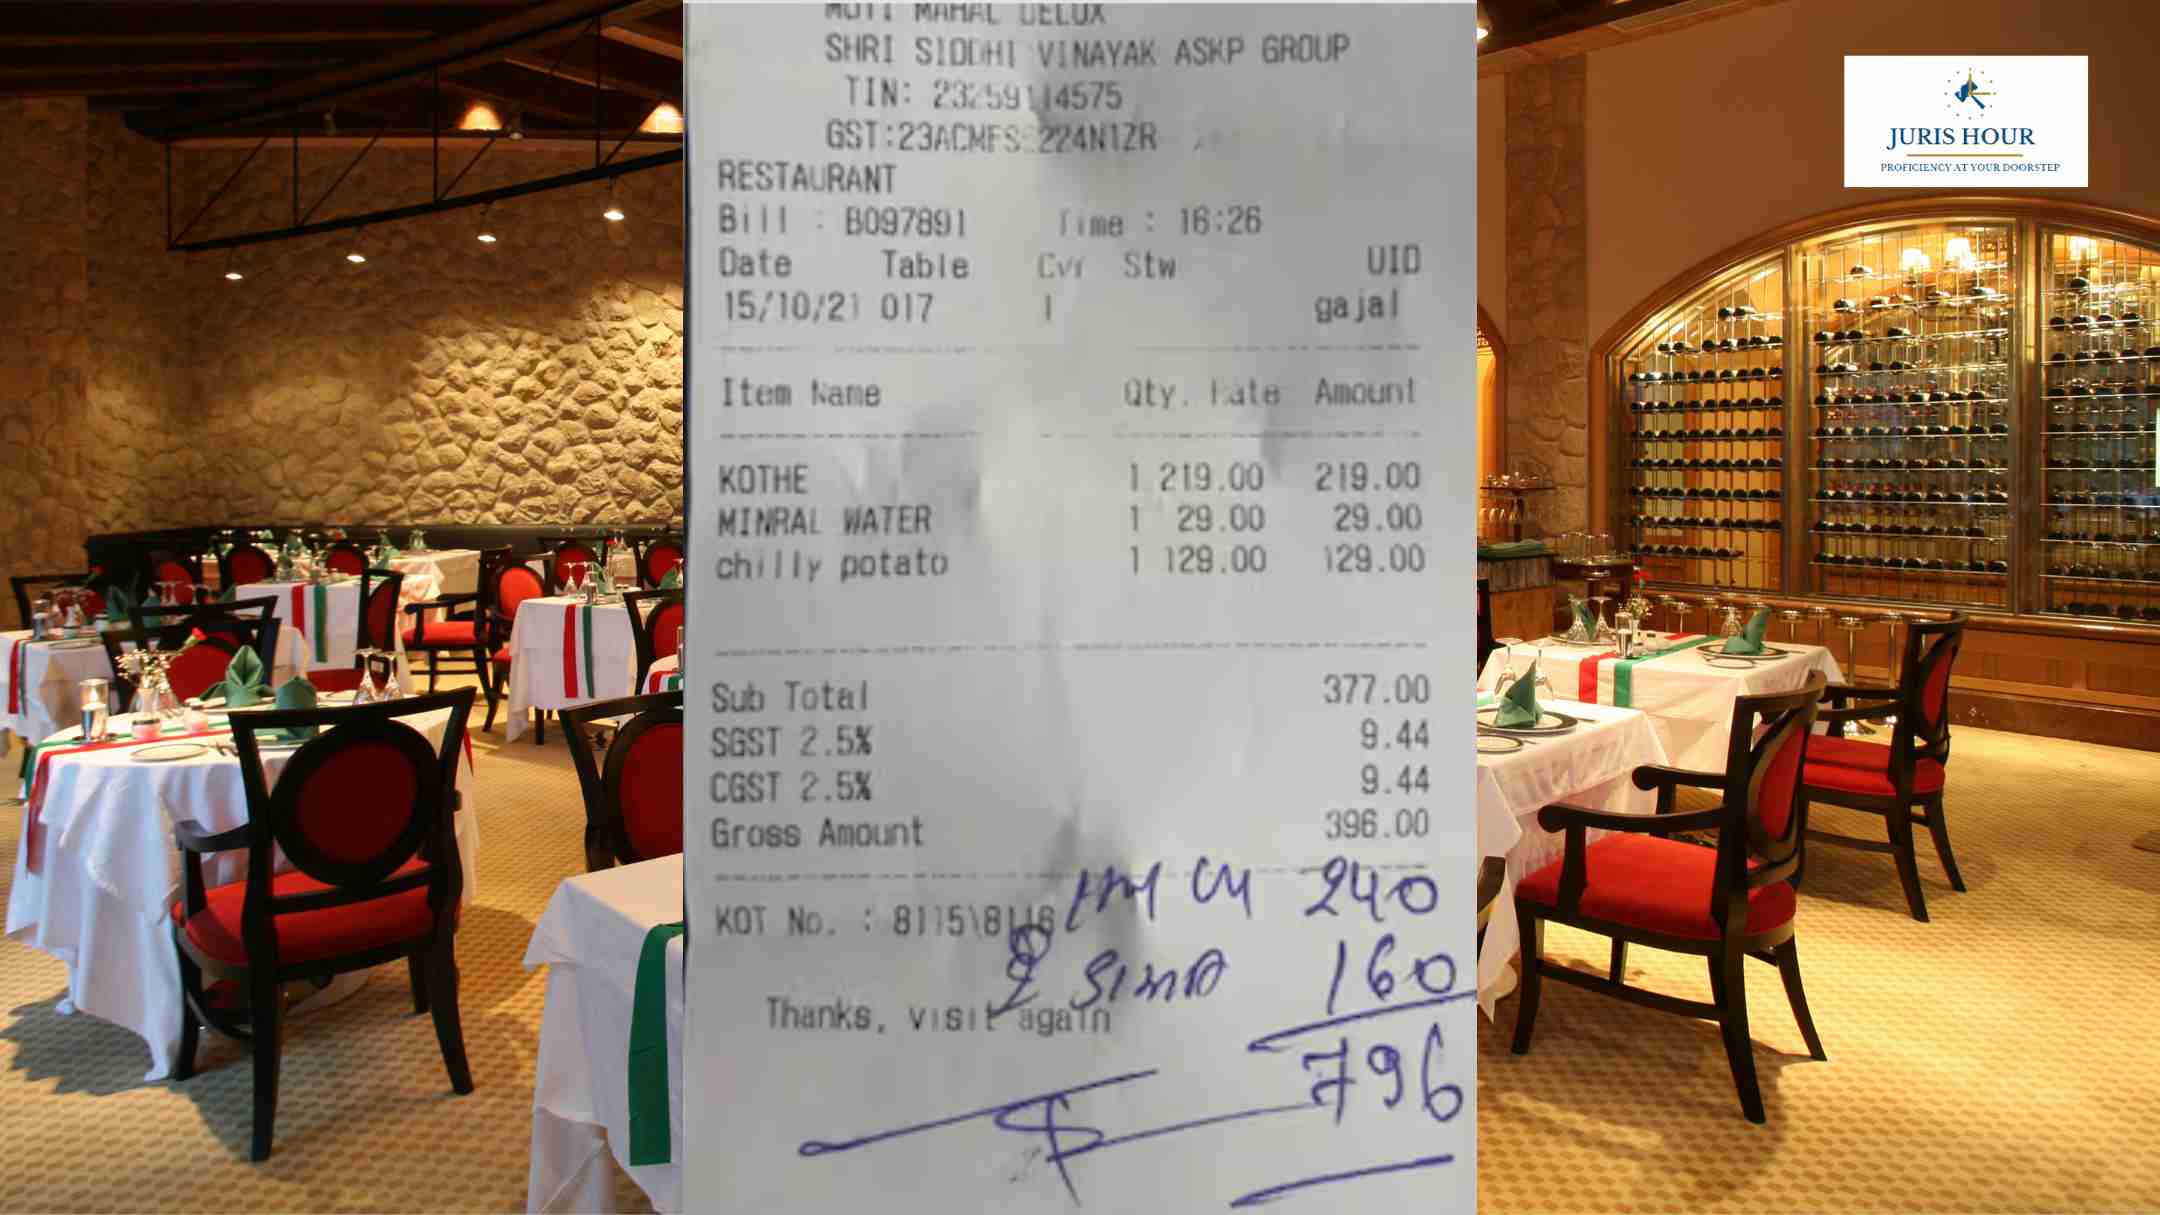 MOTI MAHAL DELUX
SHRI SIDDHI VINAYAK ASKP GROUP
TIN: 23259114575
GST:23ACMFS 224N1ZR
RESTAURANT
Bill : B097891 Time : 16:26
Date Table Cvr Stw UID
15/10/21 017 1 gajal
Item Name Qty. Rate Amount
KOTHE 1 219.00 219.00
MINRAL WATER 1 29.00 29.00
chilly potato 1 129.00 129.00
Sub Total 377.00
SGST 2.5% 9.44
CGST 2.5% 9.44
Gross Amount 396.00
KOT No. : 8115\8116
240
160
Thanks, visit again
796
JURIS HOUR
PROFICIENCY AT YOUR DOORSTEP